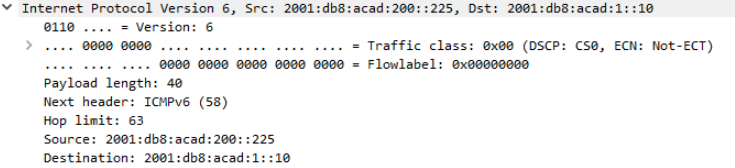 Internet Protocol Version 6, Src: 2001:db8:acad:200::225, Dst: 2001:db8:acad:1::10
0110 .... = Version: 6
.... 0000 0000 .... .... .... .... .... = Traffic class: 0x00 (DSCP: CS0, ECN: Not-ECT)
.... .... .... 0000 0000 0000 0000 0000 = Flowlabel: 0x00000000
Payload length: 40
Next header: ICMPv6 (58)
Hop limit: 63
Source: 2001:db8:acad:200::225
Destination: 2001:db8:acad:1::10